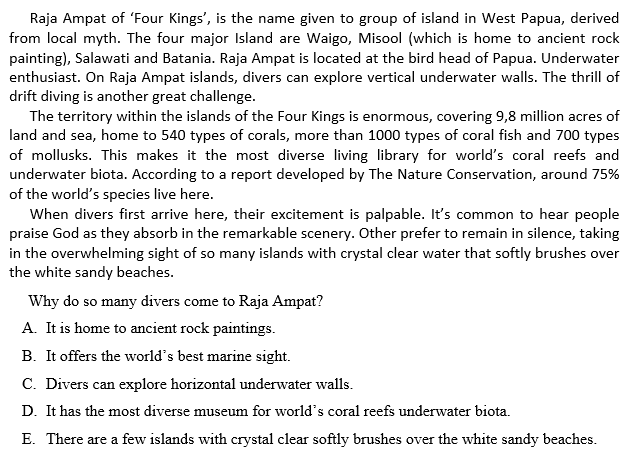 Raja Ampat of ‘Four Kings’, is the name given to group of island in West Papua, derived
from local myth. The four major Island are Waigo, Misool (which is home to ancient rock
painting), Salawati and Batania. Raja Ampat is located at the bird head of Papua. Underwater
enthusiast. On Raja Ampat islands, divers can explore vertical underwater walls. The thrill of
drift diving is another great challenge.
The territory within the islands of the Four Kings is enormous, covering 9,8 million acres of
land and sea, home to 540 types of corals, more than 1000 types of coral fish and 700 types
of mollusks. This makes it the most diverse living library for world’s coral reefs and
underwater biota. According to a report developed by The Nature Conservation, around 75%
of the world’s species live here.
When divers first arrive here, their excitement is palpable. It’s common to hear people
praise God as they absorb in the remarkable scenery. Other prefer to remain in silence, taking
in the overwhelming sight of so many islands with crystal clear water that softly brushes over
the white sandy beaches.
Why do so many divers come to Raja Ampat?
A. It is home to ancient rock paintings.
B. It offers the world’s best marine sight.
C. Divers can explore horizontal underwater walls.
D. It has the most diverse museum for world’s coral reefs underwater biota.
E. There are a few islands with crystal clear softly brushes over the white sandy beaches.